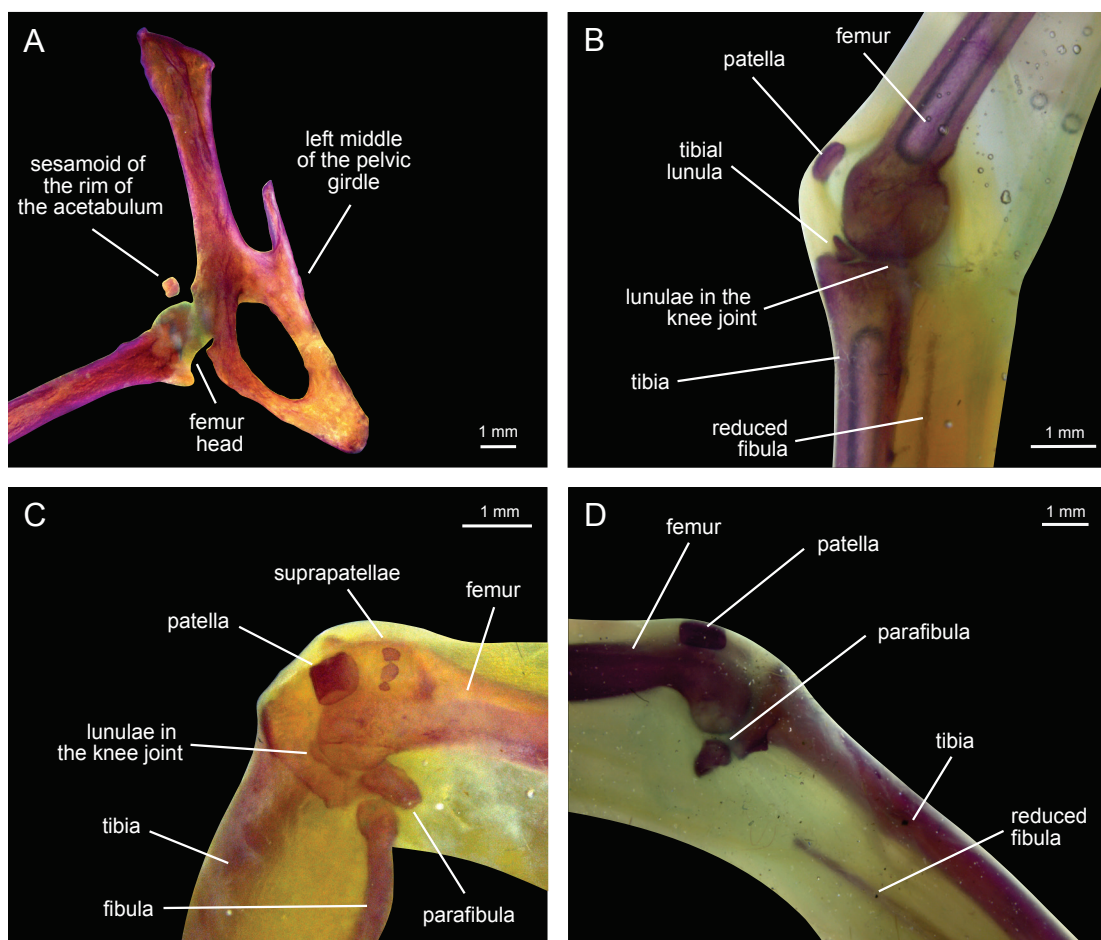 A
sesamoid of
the rim of
the acetabulum
left middle
of the pelvic
girdle
femur
head
1 mm
B
femur
patella
tibial
lunula
lunulae in the
knee joint
tibia
reduced
fibula
1 mm
C
1 mm
suprapatellae
femur
patella
lunulae in
the knee joint
tibia
fibula
parafibula
D
1 mm
femur
patella
parafibula
tibia
reduced
fibula